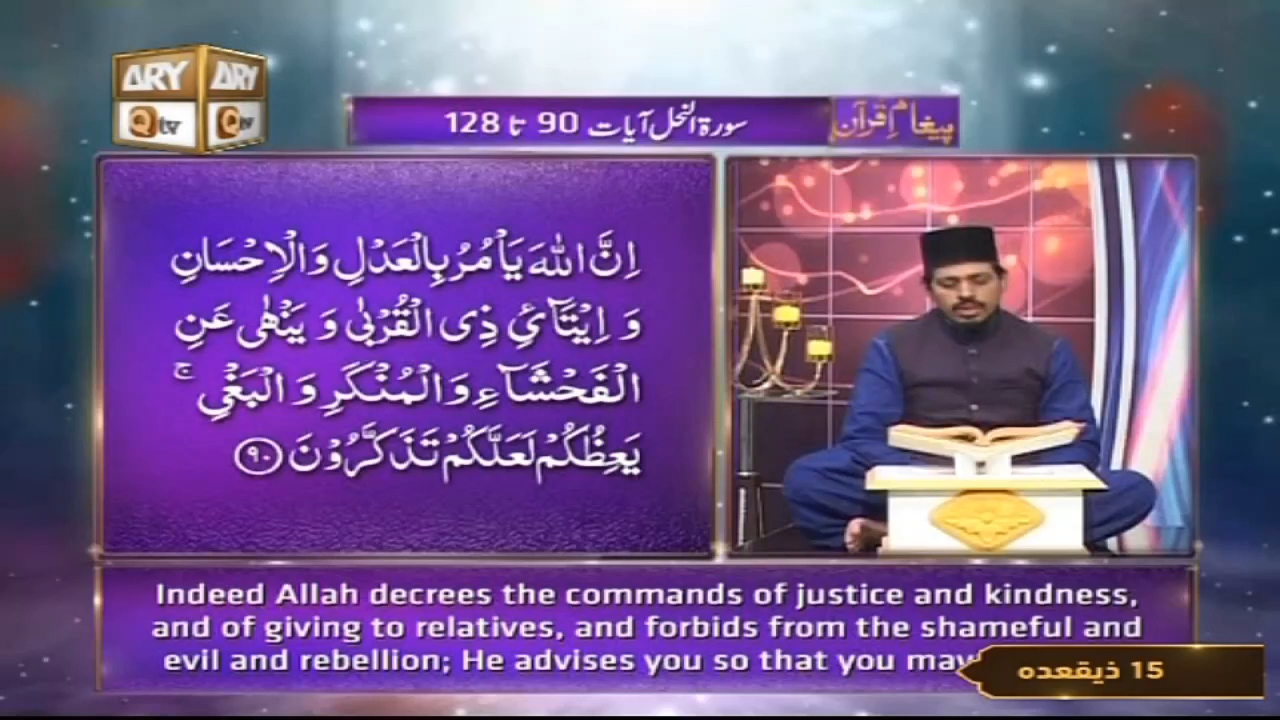 ARY ARY
Qtv Qtv
پیغامِ قرآن
سورۃ النحل آیات 90 تا 128
اِنَّ اللّٰهَ یَاْمُرُ بِالْعَدْلِ وَالْاِحْسَانِ
وَ اِیْتَآئِ ذِی الْقُرْبٰی وَ یَنْهٰی عَنِ
الْفَحْشَآءِ وَالْمُنْكَرِ وَ الْبَغْیِ ۚ
یَعِظُكُمْ لَعَلَّكُمْ تَذَكَّرُوْنَ ﴿۹۰﴾
Indeed Allah decrees the commands of justice and kindness,
and of giving to relatives, and forbids from the shameful and
evil and rebellion; He advises you so that you may
15 ذیقعدہ